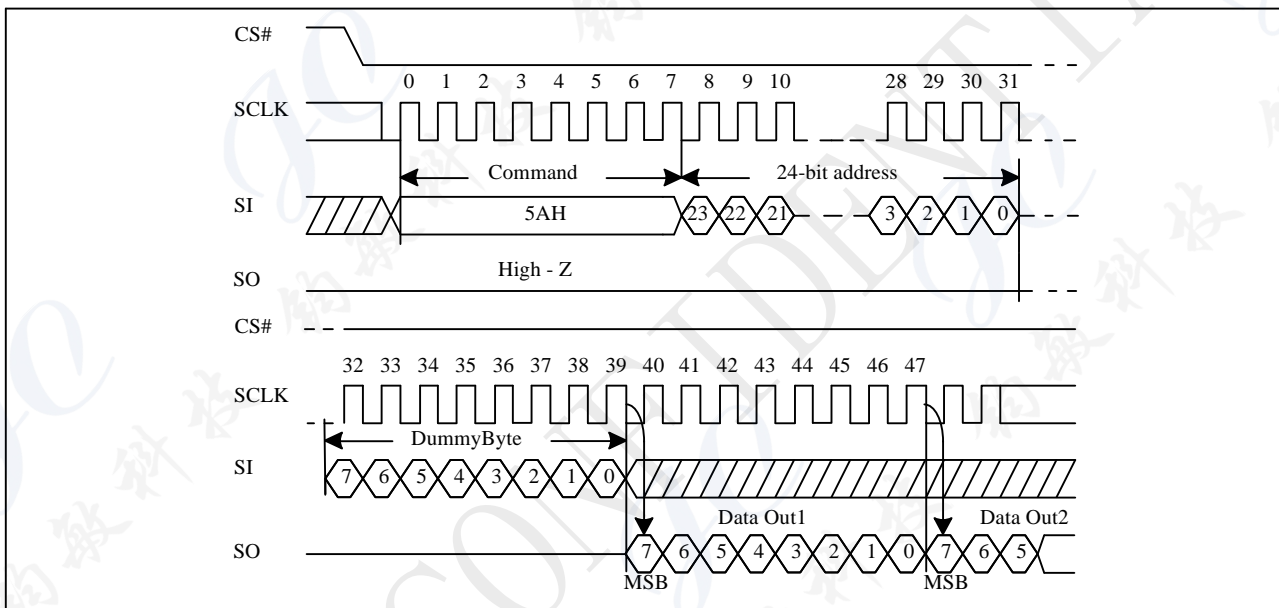 CS#
0 1 2 3 4 5 6 7 8 9 10 28 29 30 31
SCLK
Command 24-bit address
SI 5AH 23 22 21 3 2 1 0
High - Z
SO
CS#
32 33 34 35 36 37 38 39 40 41 42 43 44 45 46 47
SCLK
DummyByte
SI 7 6 5 4 3 2 1 0
Data Out1 Data Out2
SO 7 6 5 4 3 2 1 0 7 6 5
MSB MSB
CONFIDENTI